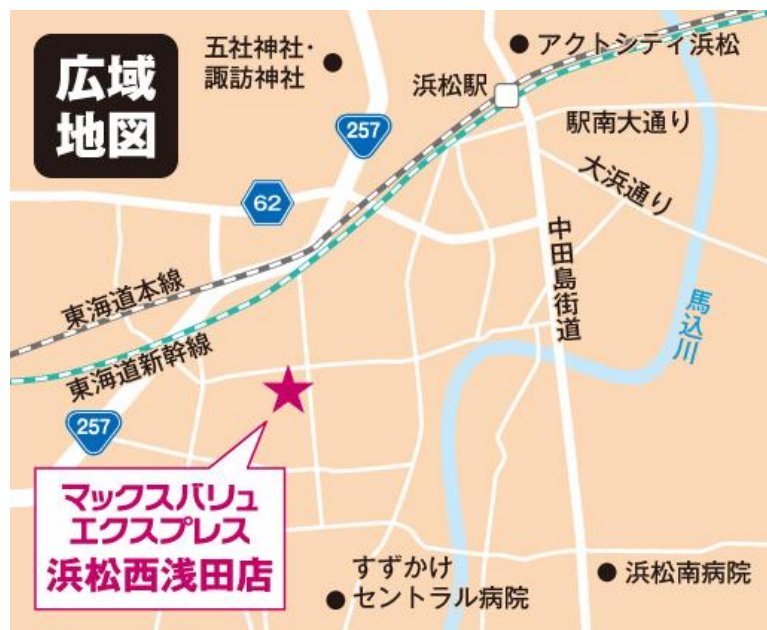 広域
地図
五社神社・
諏訪神社
アクトシティ浜松
浜松駅
257
駅南大通り
大浜通り
62
中田島街道
東海道本線
馬込川
東海道新幹線
257
マックスバリュ
エクスプレス
浜松西浅田店
すずかけ
セントラル病院
浜松南病院